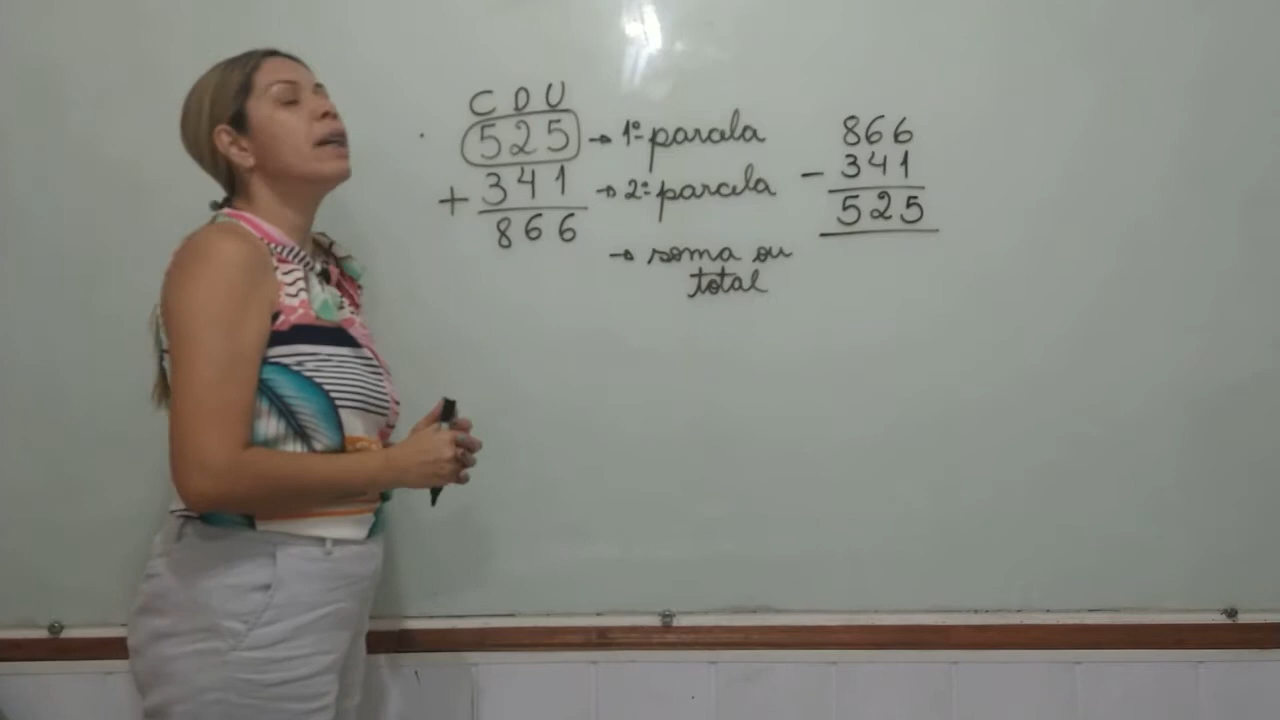 C D U
525 → 1ª parcela
+ 341 → 2ª parcela
866
→ soma ou
total
866
- 341
525